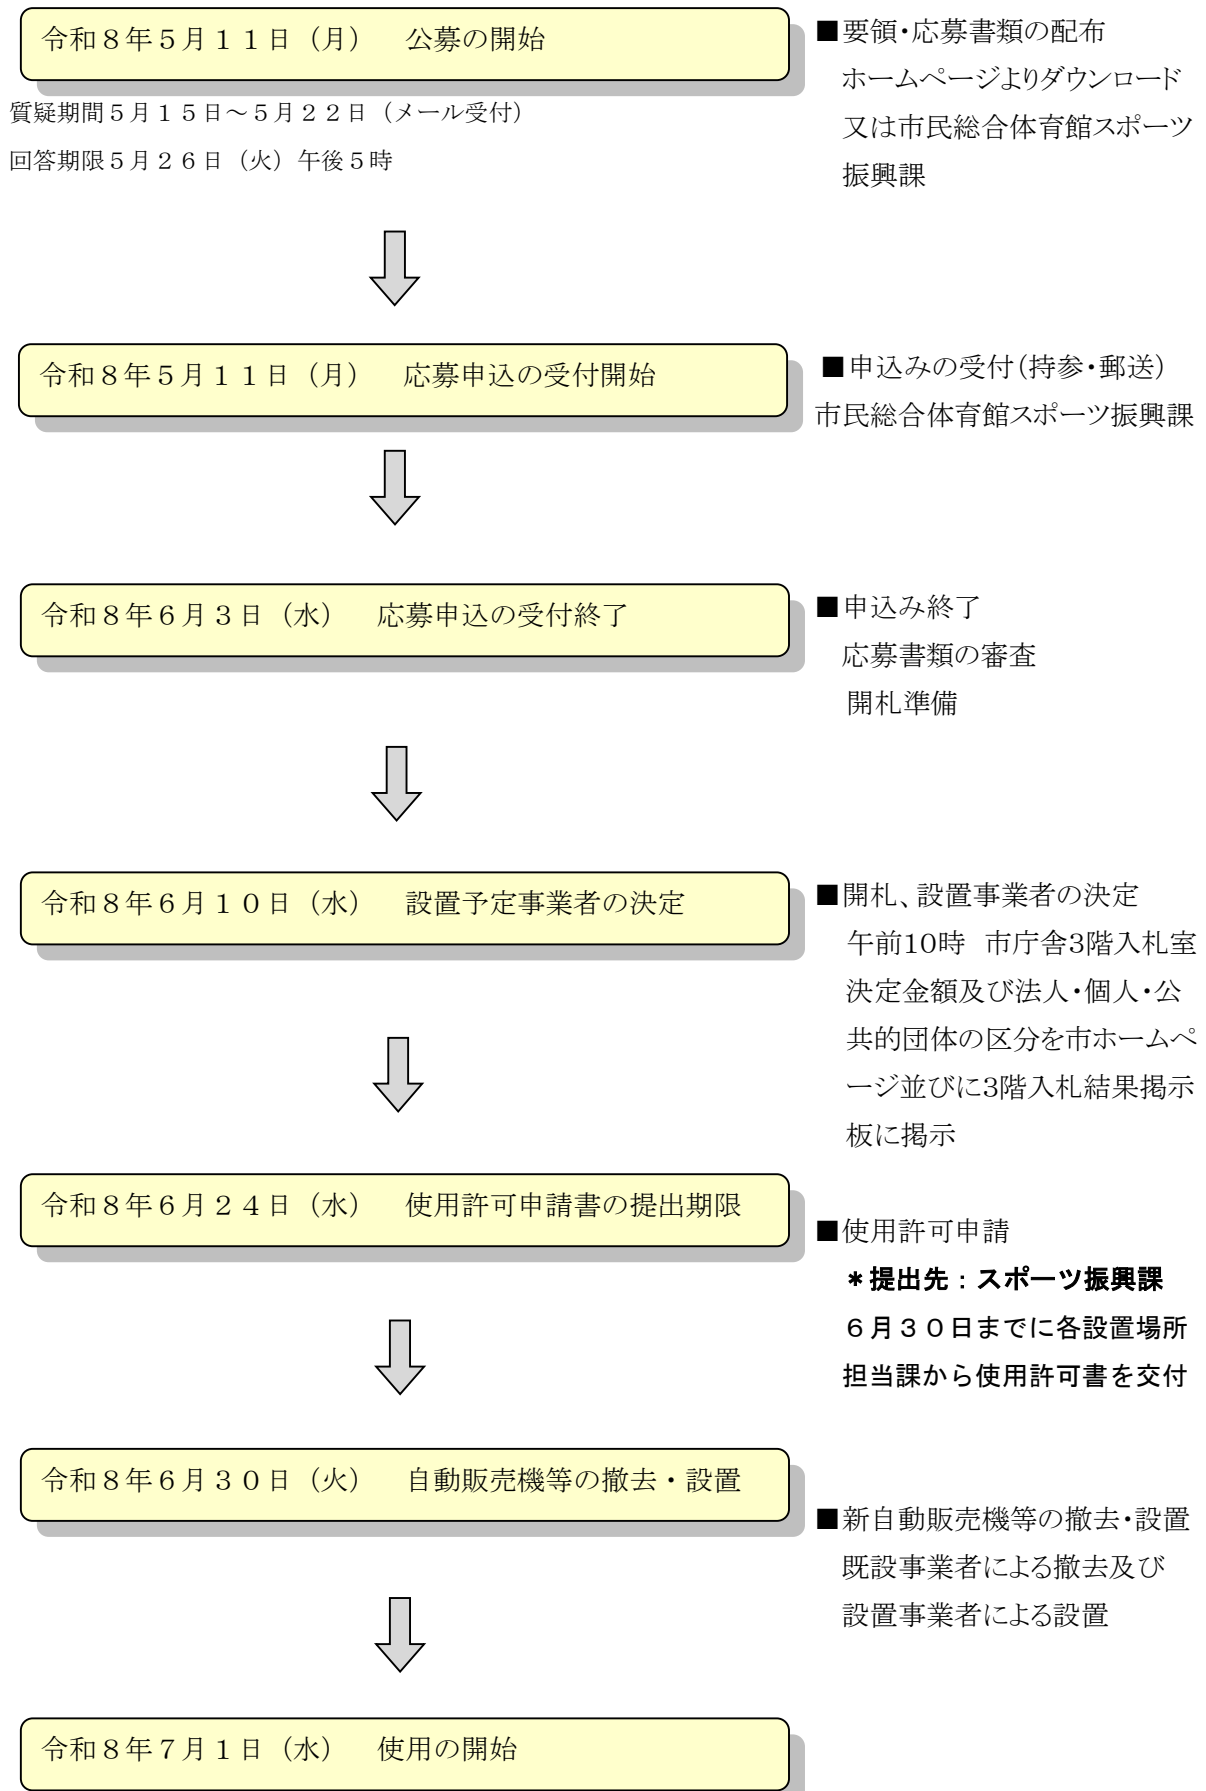 令和８年５月１１日（月）　公募の開始
質疑期間５月１５日～５月２２日（メール受付）
回答期限５月２６日（火）午後５時
■要領・応募書類の配布
ホームページよりダウンロード
又は市民総合体育館スポーツ
振興課
令和８年５月１１日（月）　応募申込の受付開始
■申込みの受付（持参・郵送）
市民総合体育館スポーツ振興課
令和８年６月３日（水）　応募申込の受付終了
■申込み終了
応募書類の審査
開札準備
令和８年６月１０日（水）　設置予定事業者の決定
■開札、設置事業者の決定
午前10時　市庁舎3階入札室
決定金額及び法人・個人・公
共的団体の区分を市ホームペ
ージ並びに3階入札結果掲示
板に掲示
令和８年６月２４日（水）　使用許可申請書の提出期限
■使用許可申請
＊提出先：スポーツ振興課
６月３０日までに各設置場所
担当課から使用許可書を交付
令和８年６月３０日（火）　自動販売機等の撤去・設置
■新自動販売機等の撤去・設置
既設事業者による撤去及び
設置事業者による設置
令和８年７月１日（水）　使用の開始